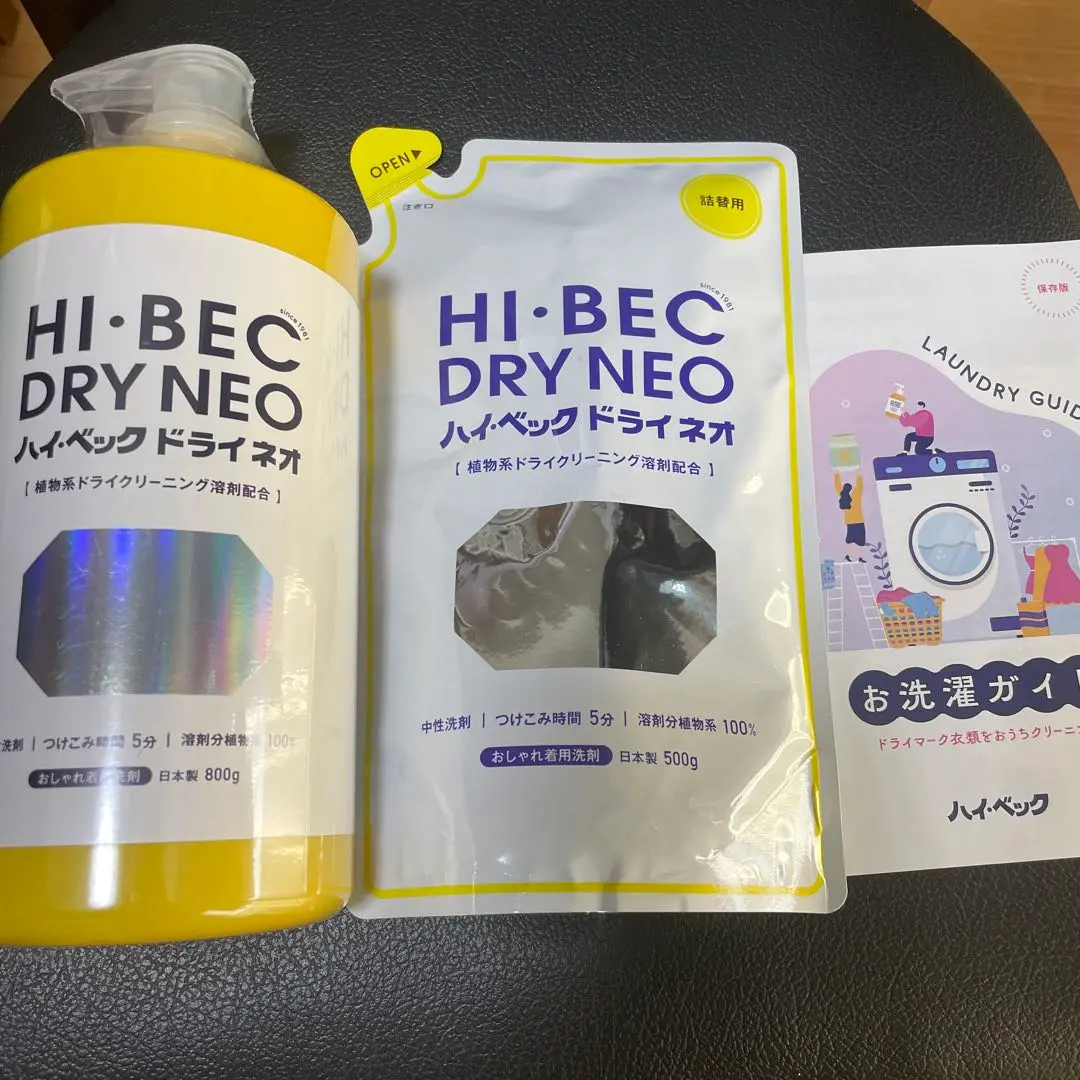 HI・BEC
since 1981
DRY NEO
ハイ・ベック ドライ ネオ
【 植物系ドライクリーニング溶剤配合 】
洗剤 | つけこみ時間 5分 | 溶剤分植物系 100%
おしゃれ着用洗剤 日本製 800g
OPEN▶
注ぎ口
詰替用
HI・BEC
since 1981
DRY NEO
ハイ・ベック ドライ ネオ
【 植物系ドライクリーニング溶剤配合 】
中性洗剤 | つけこみ時間 5分 | 溶剤分植物系 100%
おしゃれ着用洗剤 日本製 500g
保存版
LAUNDRY GUID
お洗濯ガイ
ドライマーク衣類をおうちクリーニン
ハイ・ベック